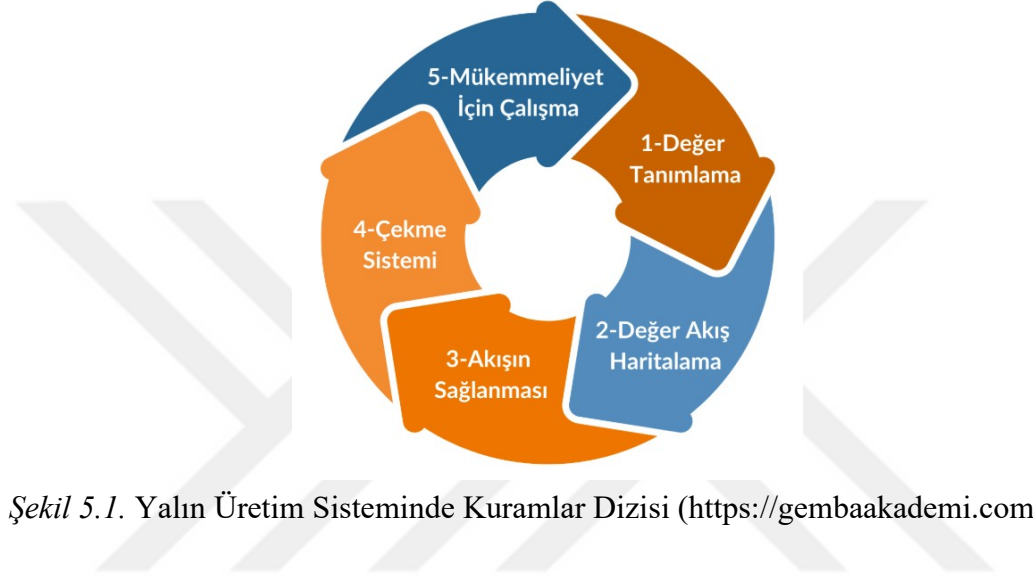 5-Mükemmeliyet
İçin Çalışma
1-Değer
Tanımlama
4-Çekme
Sistemi
2-Değer Akış
Haritalama
3-Akışın
Sağlanması
Şekil 5.1. Yalın Üretim Sisteminde Kuramlar Dizisi (https://gembaakademi.com